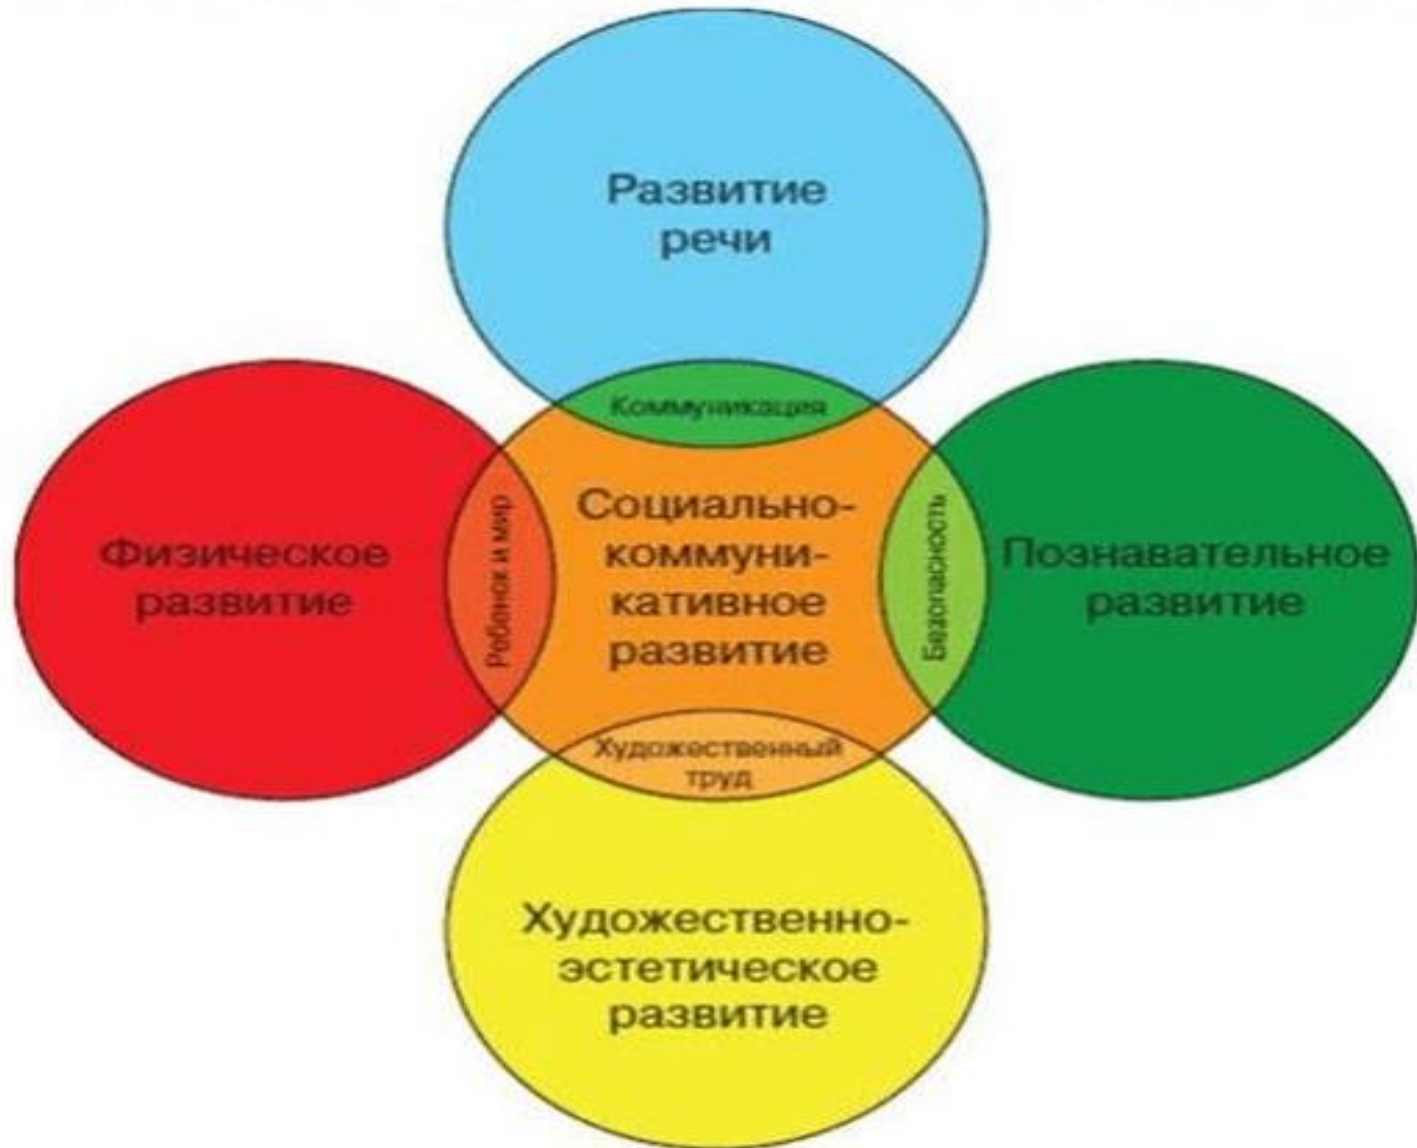 Развитие
речи
Коммуникация
Физическое
развитие
Ребенок и мир
Социально-
коммуни-
кативное
развитие
Безопасность
Познавательное
развитие
Художественный
труд
Художественно-
эстетическое
развитие